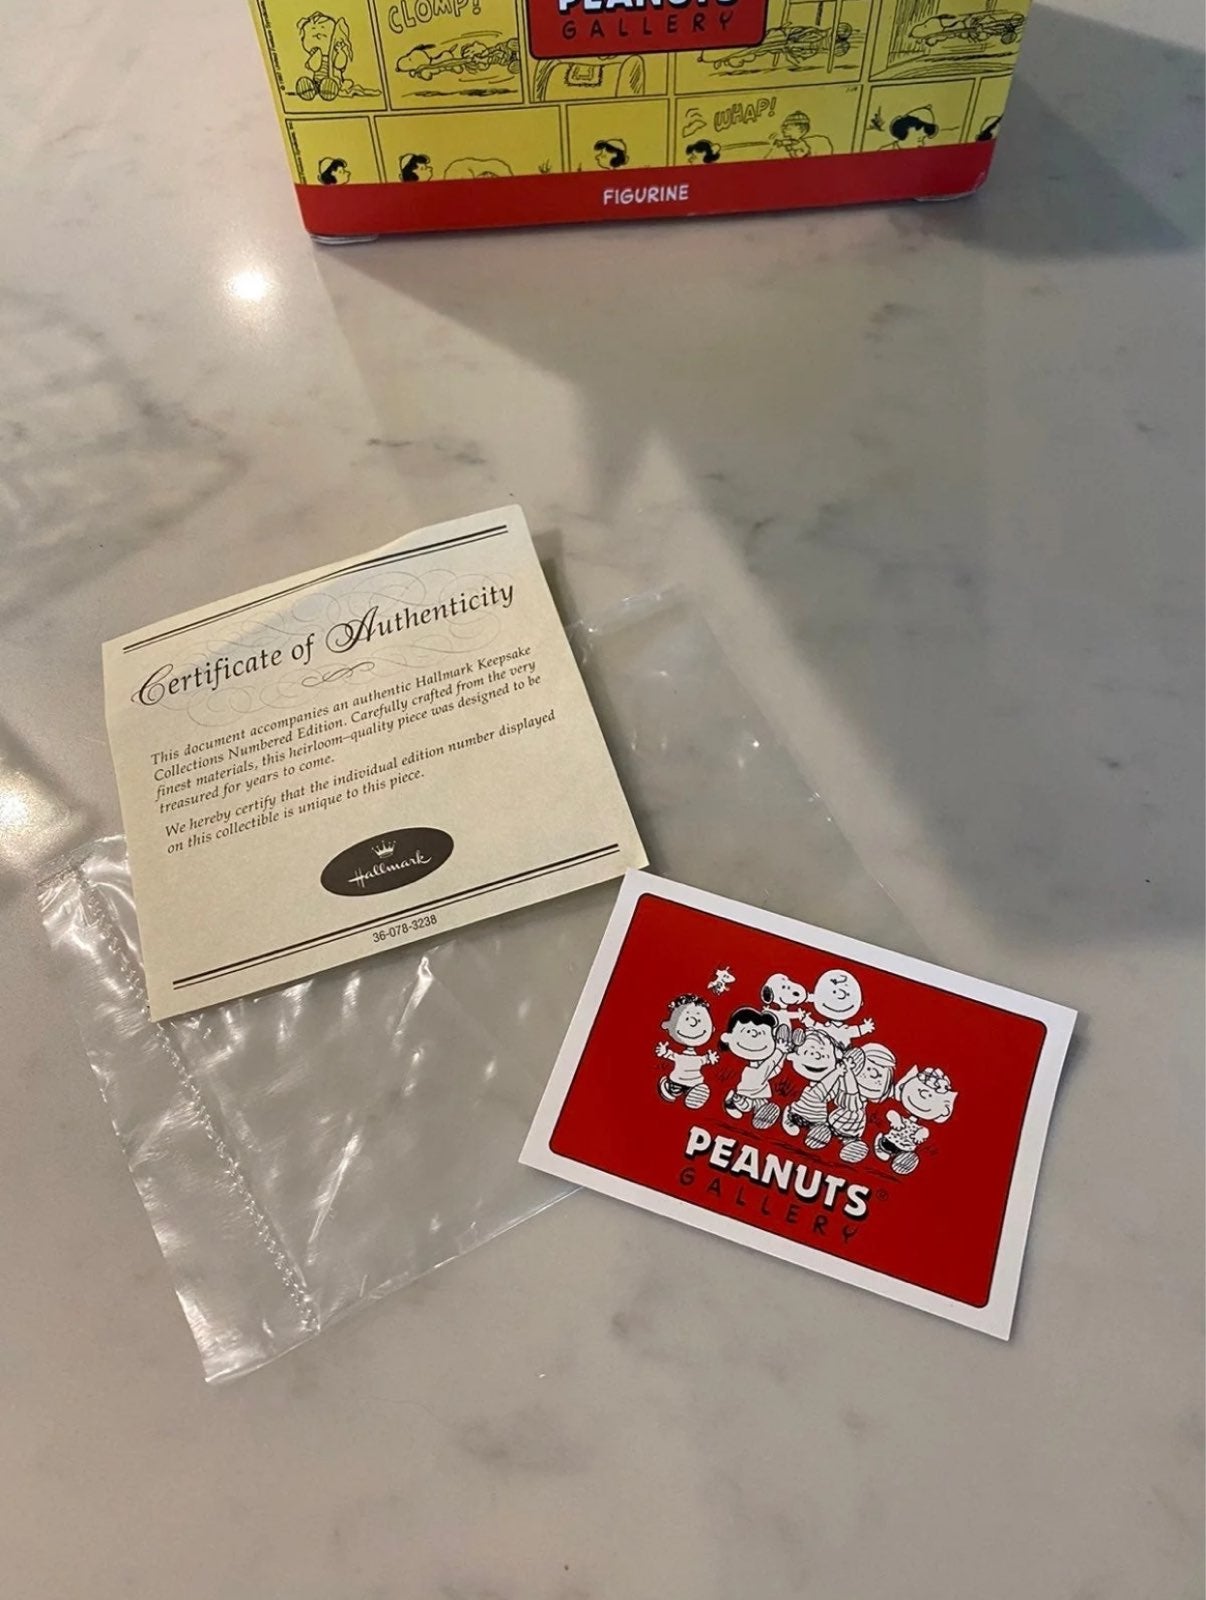 CLOMP!
PEANUTS
GALLERY
WHAP!
FIGURINE
Certificate of Authenticity
This document accompanies an authentic Hallmark Keepsake
Collections Numbered Edition. Carefully crafted from the very
finest materials, this heirloom–quality piece was designed to be
treasured for years to come.
We hereby certify that the individual edition number displayed
on this collectible is unique to this piece.
Hallmark
36-078-3238
PEANUTS®
GALLERY